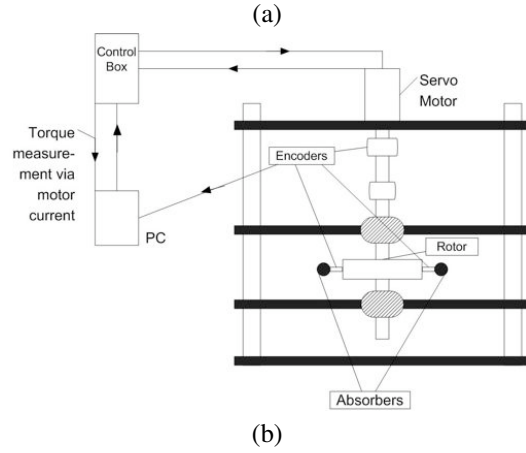 (a)
Control
Box
Servo
Motor
Torque
measure-
ment via
motor
current
Encoders
PC
Rotor
Absorbers
(b)